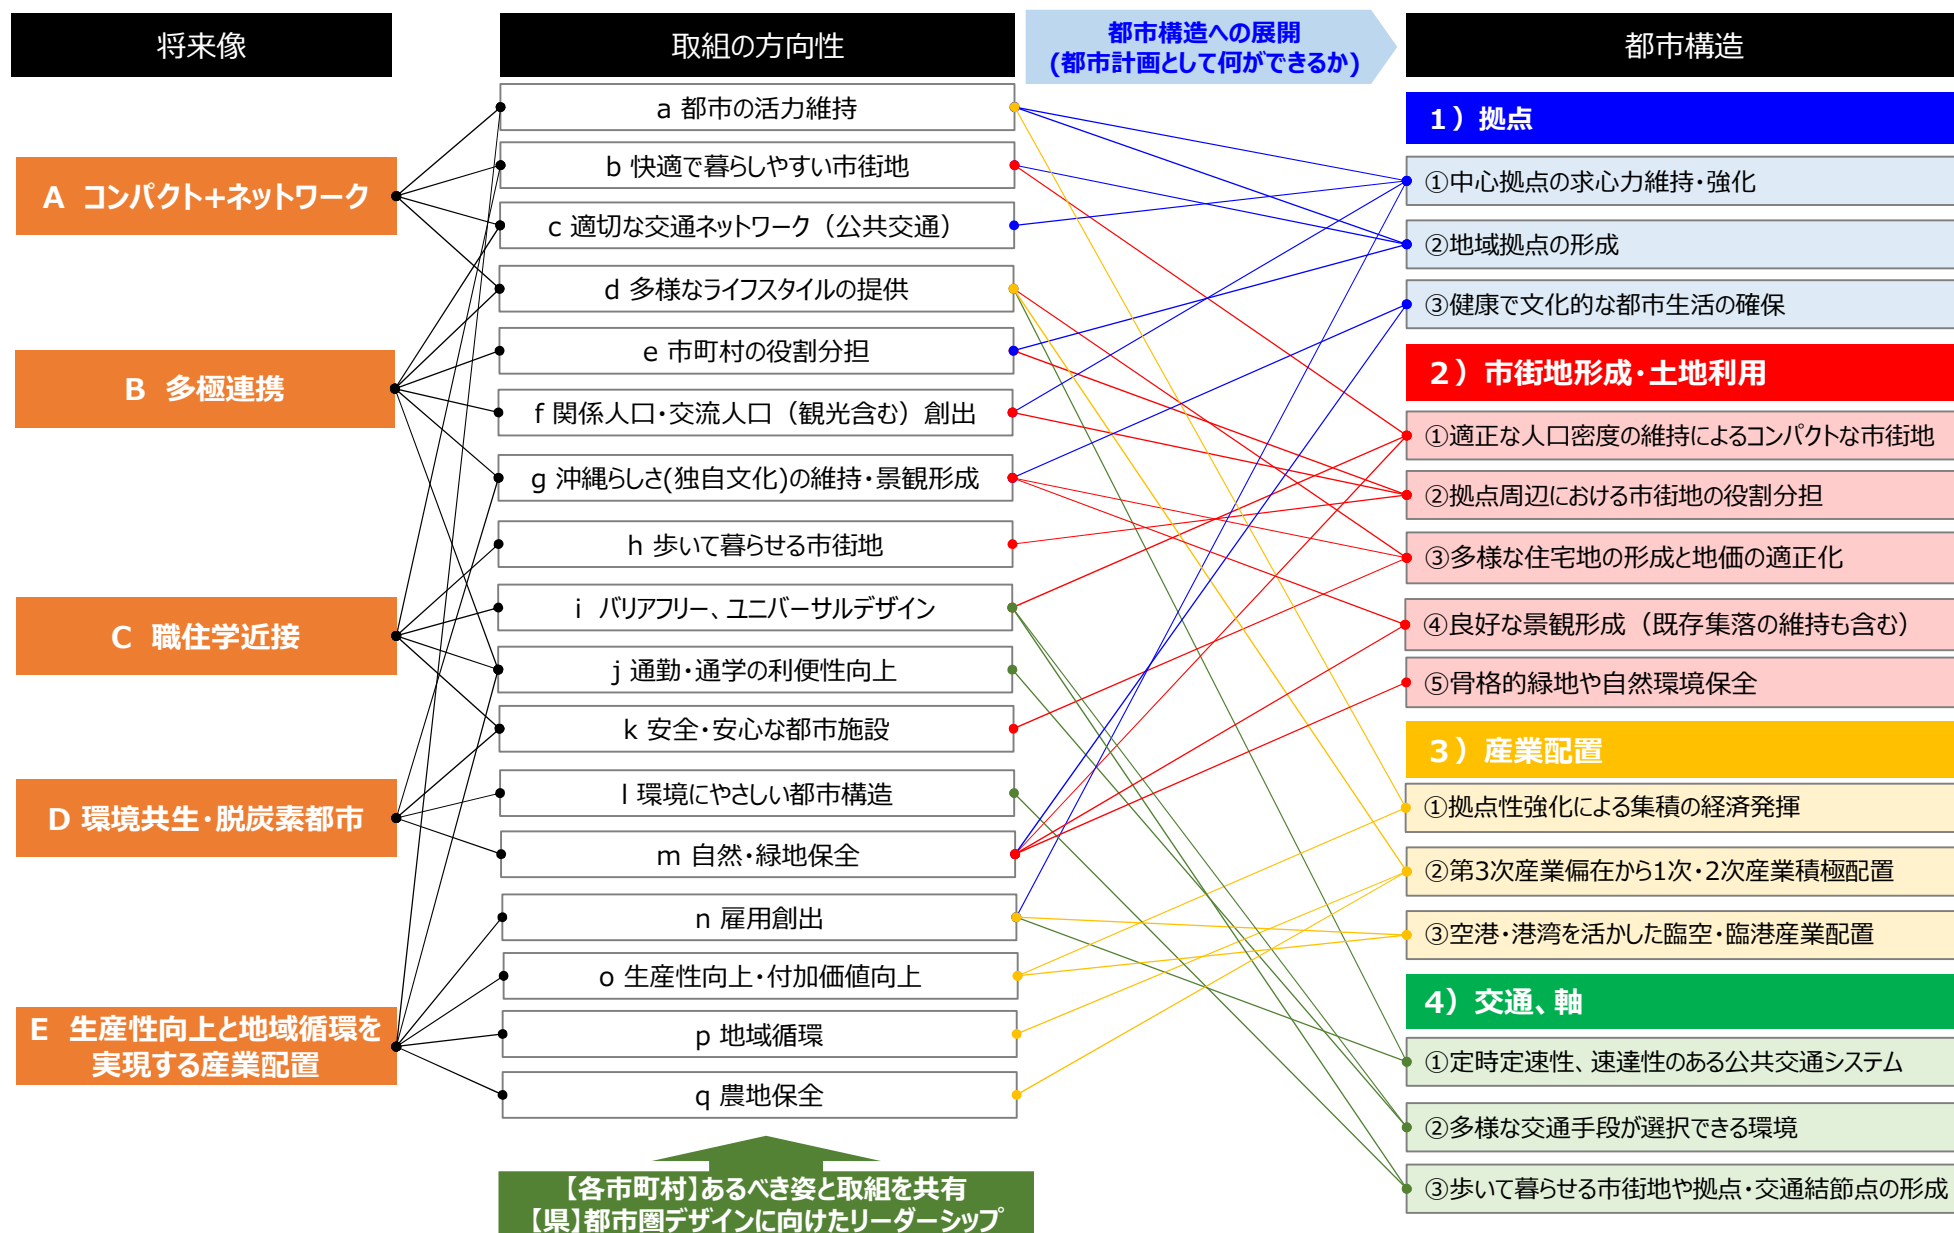 将来像
取組の方向性
都市構造への展開
(都市計画として何ができるか)
都市構造
A コンパクト+ネットワーク
B 多極連携
C 職住学近接
D 環境共生・脱炭素都市
E 生産性向上と地域循環を
実現する産業配置
a 都市の活力維持
b 快適で暮らしやすい市街地
c 適切な交通ネットワーク（公共交通）
d 多様なライフスタイルの提供
e 市町村の役割分担
f 関係人口・交流人口（観光含む）創出
g 沖縄らしさ(独自文化)の維持・景観形成
h 歩いて暮らせる市街地
i バリアフリー、ユニバーサルデザイン
j 通勤・通学の利便性向上
k 安全・安心な都市施設
l 環境にやさしい都市構造
m 自然・緑地保全
n 雇用創出
o 生産性向上・付加価値向上
p 地域循環
q 農地保全
【各市町村】あるべき姿と取組を共有
【県】都市圏デザインに向けたリーダーシップ
1）拠点
①中心拠点の求心力維持・強化
②地域拠点の形成
③健康で文化的な都市生活の確保
2）市街地形成・土地利用
①適正な人口密度の維持によるコンパクトな市街地
②拠点周辺における市街地の役割分担
③多様な住宅地の形成と地価の適正化
④良好な景観形成（既存集落の維持も含む）
⑤骨格的緑地や自然環境保全
3）産業配置
①拠点性強化による集積の経済発揮
②第3次産業偏在から1次・2次産業積極配置
③空港・港湾を活かした臨空・臨港産業配置
4）交通、軸
①定時定速性、速達性のある公共交通システム
②多様な交通手段が選択できる環境
③歩いて暮らせる市街地や拠点・交通結節点の形成